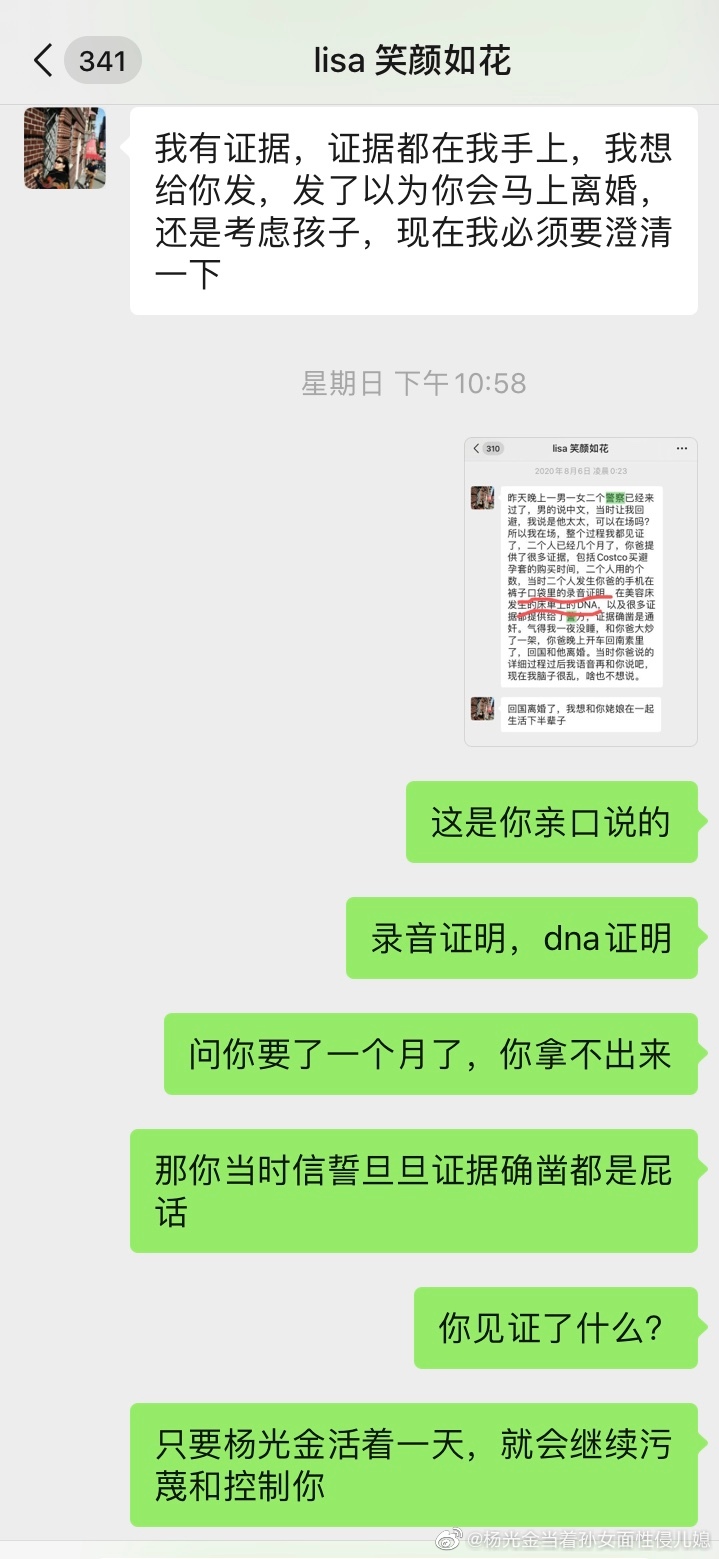 341
lisa 笑颜如花
我有证据，证据都在我手上，我想
给你发，发了以为你会马上离婚，
还是考虑孩子，现在我必须要澄清
一下
星期日 下午10:58
310
lisa 笑颜如花
2020年8月6日 凌晨0:23
昨天晚上一男一女二个警察已经来
过了，男的说中文，当时让我回
避，我说是他太太，可以在场吗？
所以我在场，整个过程我都见证
了，二个人已经几个月了，你爸提
供了很多证据，包括Costco买避
孕套的购买时间，二个人用的个
数，当时二个人发生你爸的手机在
裤子口袋里的录音证明，在美容床
发生的床单上的DNA，以及很多证
据都提供给了警方，证据确凿是通
奸。气得我一夜没睡，和你爸大炒
了一架，你爸晚上开车回南素里
了，回国和他离婚。当时你爸说的
详细过程过后我语音再和你说吧，
现在我脑子很乱，啥也不想说。
回国离婚了，我想和你姥娘在一起
生活下半辈子
这是你亲口说的
录音证明，dna证明
问你要了一个月了，你拿不出来
那你当时信誓旦旦证据确凿都是屁
话
你见证了什么？
只要杨光金活着一天，就会继续污
蔑和控制你
@杨光金当着孙女面性侵儿媳